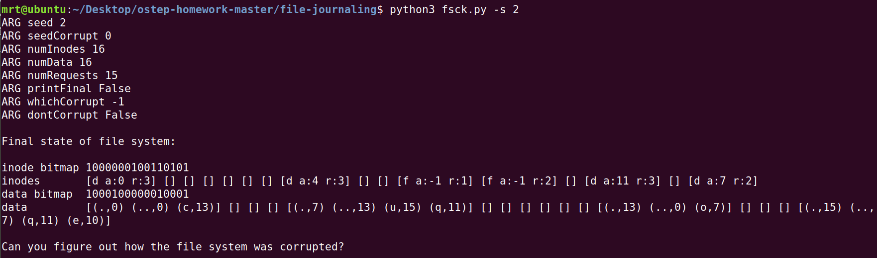 mrt@ubuntu:~/Desktop/ostep-homework-master/file-journaling$ python3 fsck.py -s 2
ARG seed 2
ARG seedCorrupt 0
ARG numInodes 16
ARG numData 16
ARG numRequests 15
ARG printFinal False
ARG whichCorrupt -1
ARG dontCorrupt False

Final state of file system:

inode bitmap 1000000100110101
inodes       [d a:0 r:3] [] [] [] [] [] [] [d a:4 r:3] [] [] [f a:-1 r:1] [f a:-1 r:2] [] [d a:11 r:3] [] [d a:7 r:2]
data bitmap  1000100000010001
data         [(.,0) (..,0) (c,13)] [] [] [] [(.,7) (..,13) (u,15) (q,11)] [] [] [] [] [] [] [(.,13) (..,0) (o,7)] [] [] [] [(.,15) (..,
7) (q,11) (e,10)]

Can you figure out how the file system was corrupted?